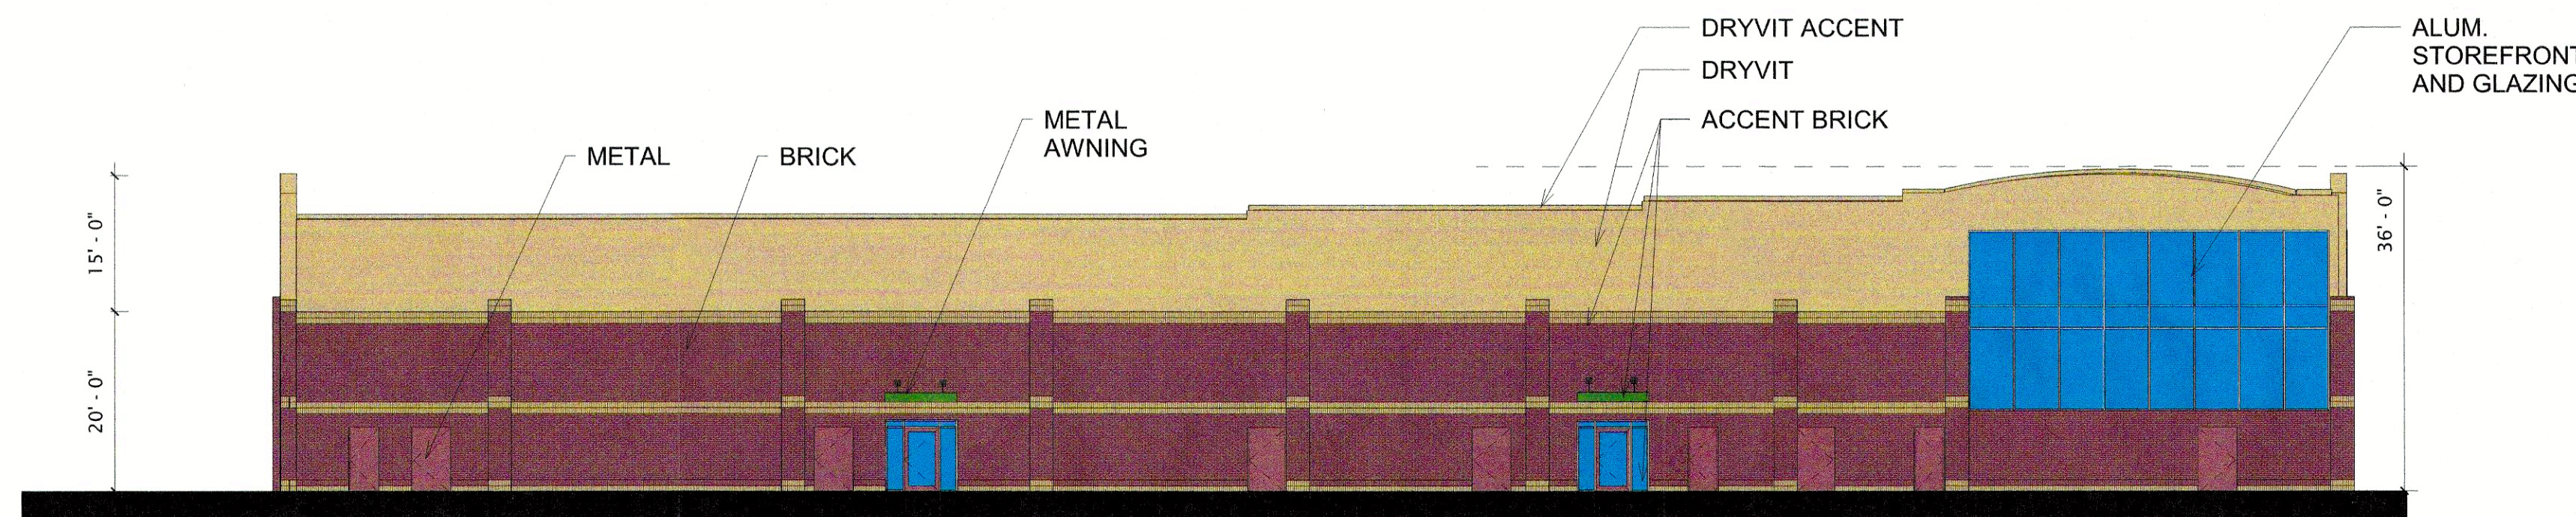 DRYVIT ACCENT
DRYVIT
ACCENT BRICK
ALUM.
STOREFRONT
AND GLAZING
METAL
AWNING
METAL
BRICK
15' - 0"
20' - 0"
36' - 0"